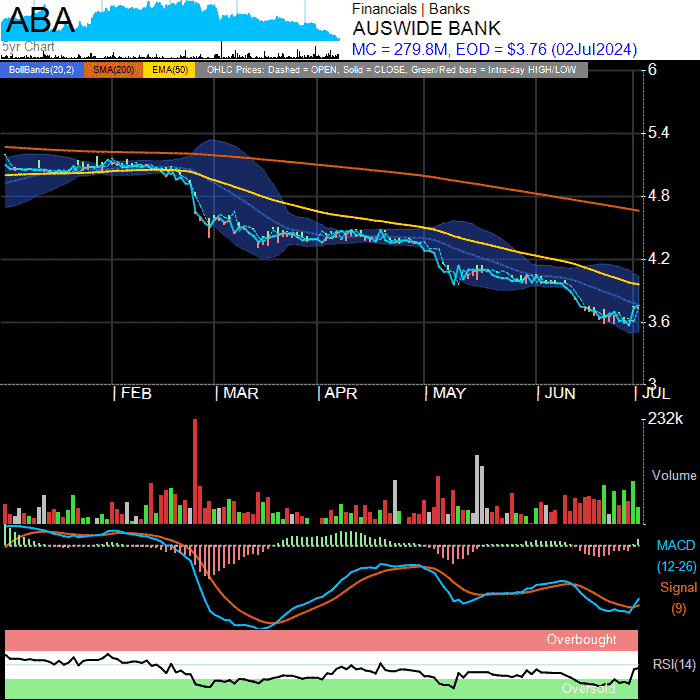 ABA
5yr Chart
Financials | Banks
AUSWIDE BANK
MC = 279.8M, EOD = $3.76 (02Jul2024)
BollBands(20,2) SMA(200) EMA(50) OHLC Prices: Dashed = OPEN, Solid = CLOSE, Green/Red bars = Intra-day HIGH/LOW
6
5.4
4.8
4.2
3.6
3
FEB MAR APR MAY JUN JUL
232k
Volume
MACD
(12-26)
Signal
(9)
Overbought
RSI(14)
Oversold